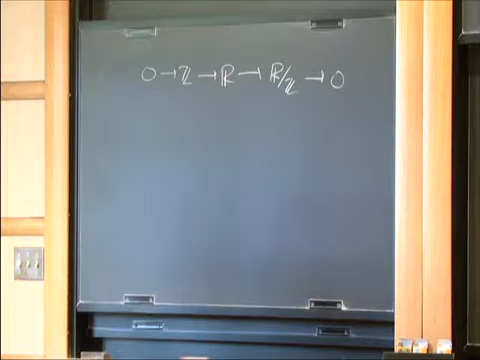 0 → ℤ → ℝ → ℝ/ℤ → 0